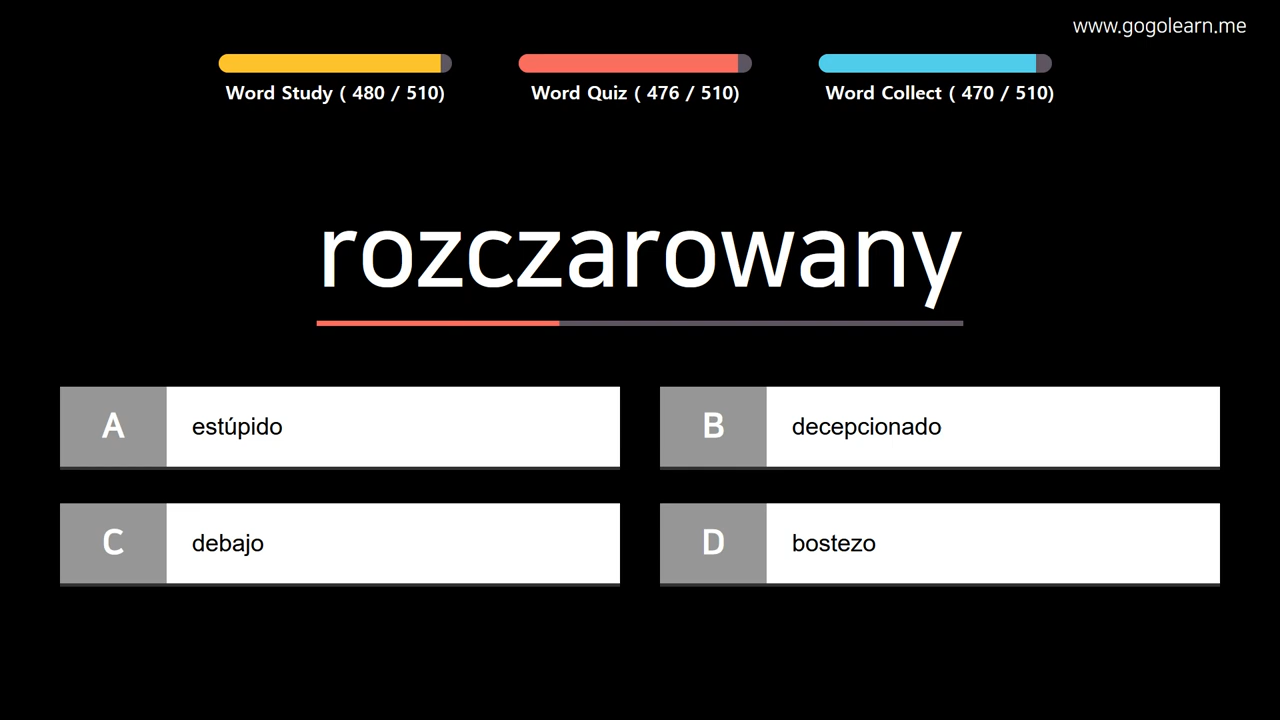 www.gogolearn.me
Word Study ( 480 / 510)
Word Quiz ( 476 / 510)
Word Collect ( 470 / 510)
rozczarowany
A estúpido
B decepcionado
C debajo
D bostezo